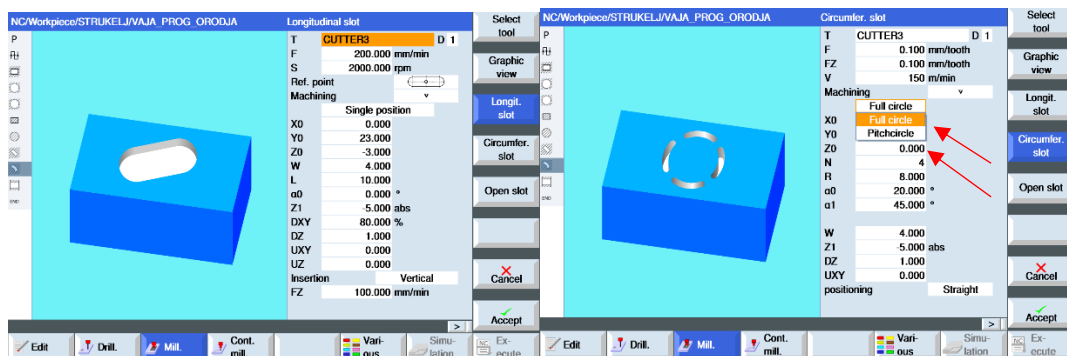 NC/Workpiece/STRUKELJ/VAJA_PROG_ORODJA
Longitudinal slot
Select tool
P
T CUTTER3 D 1
F 200.000 mm/min
S 2000.000 rpm
Ref. point
Machining v
Single position
X0 0.000
Y0 23.000
Z0 -3.000
W 4.000
L 10.000
α0 0.000 °
Z1 -5.000 abs
DXY 80.000 %
DZ 1.000
UXY 0.000
UZ 0.000
Insertion Vertical
FZ 100.000 mm/min
END
Graphic view
Longit. slot
Circumfer. slot
Open slot
Cancel
Accept
>
Edit Drill. Mill. Cont. mill. Vari- ous Simu- lation NC Ex- ecute
NC/Workpiece/STRUKELJ/VAJA_PROG_ORODJA
Circumfer. slot
Select tool
P
T CUTTER3 D 1
F 0.100 mm/tooth
FZ 0.100 mm/tooth
V 150 m/min
Machining v
Full circle
X0 Full circle
Y0 Pitchcircle
Z0 0.000
N 4
R 8.000
α0 20.000 °
α1 45.000 °
W 4.000
Z1 -5.000 abs
DZ 1.000
UXY 0.000
positioning Straight
END
Graphic view
Longit. slot
Circumfer. slot
Open slot
Cancel
Accept
>
Edit Drill. Mill. Cont. mill. Vari- ous Simu- lation NC Ex- ecute